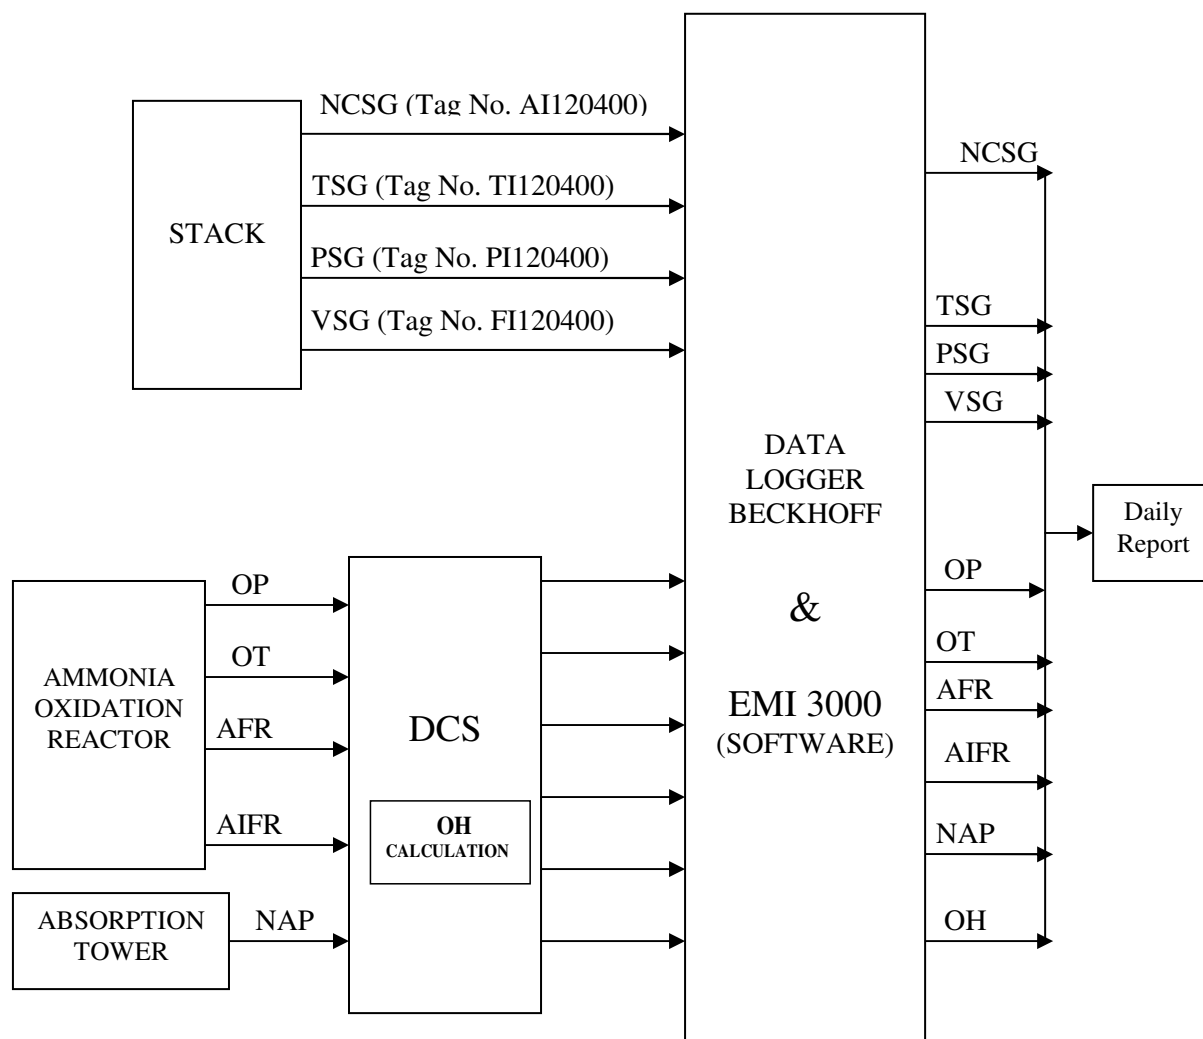 NCSG (Tag No. AI120400)
TSG (Tag No. TI120400)
PSG (Tag No. PI120400)
VSG (Tag No. FI120400)
STACK
NCSG
TSG
PSG
VSG
DATA
LOGGER
BECKHOFF
&
EMI 3000
(SOFTWARE)
Daily
Report
OP
OT
AFR
AIFR
AMMONIA
OXIDATION
REACTOR
DCS
OH
CALCULATION
ABSORPTION
TOWER
NAP
OP
OT
AFR
AIFR
NAP
OH